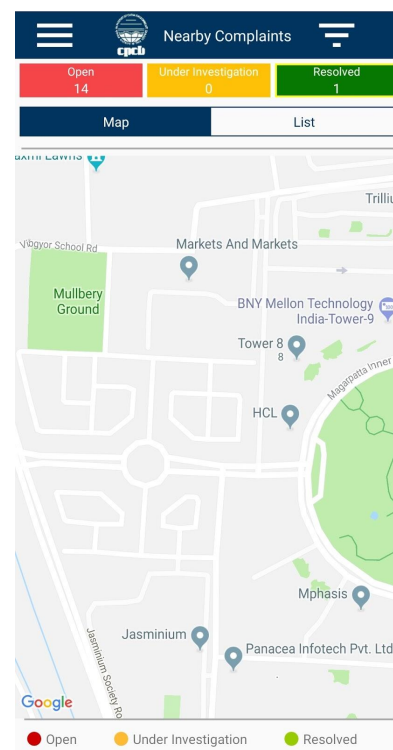 cpcb
Nearby Complaints
Open
14
Under Investigation
0
Resolved
1
Map
List
axmi Lawns
Trilliu
Vibgyor School Rd
Markets And Markets
Mullbery
Ground
BNY Mellon Technology
India-Tower-9
Tower 8
8
Magarpatta Inner
HCL
Mphasis
Jasminium
Panacea Infotech Pvt. Ltd
Jasminium Society Ro
Google
Open
Under Investigation
Resolved